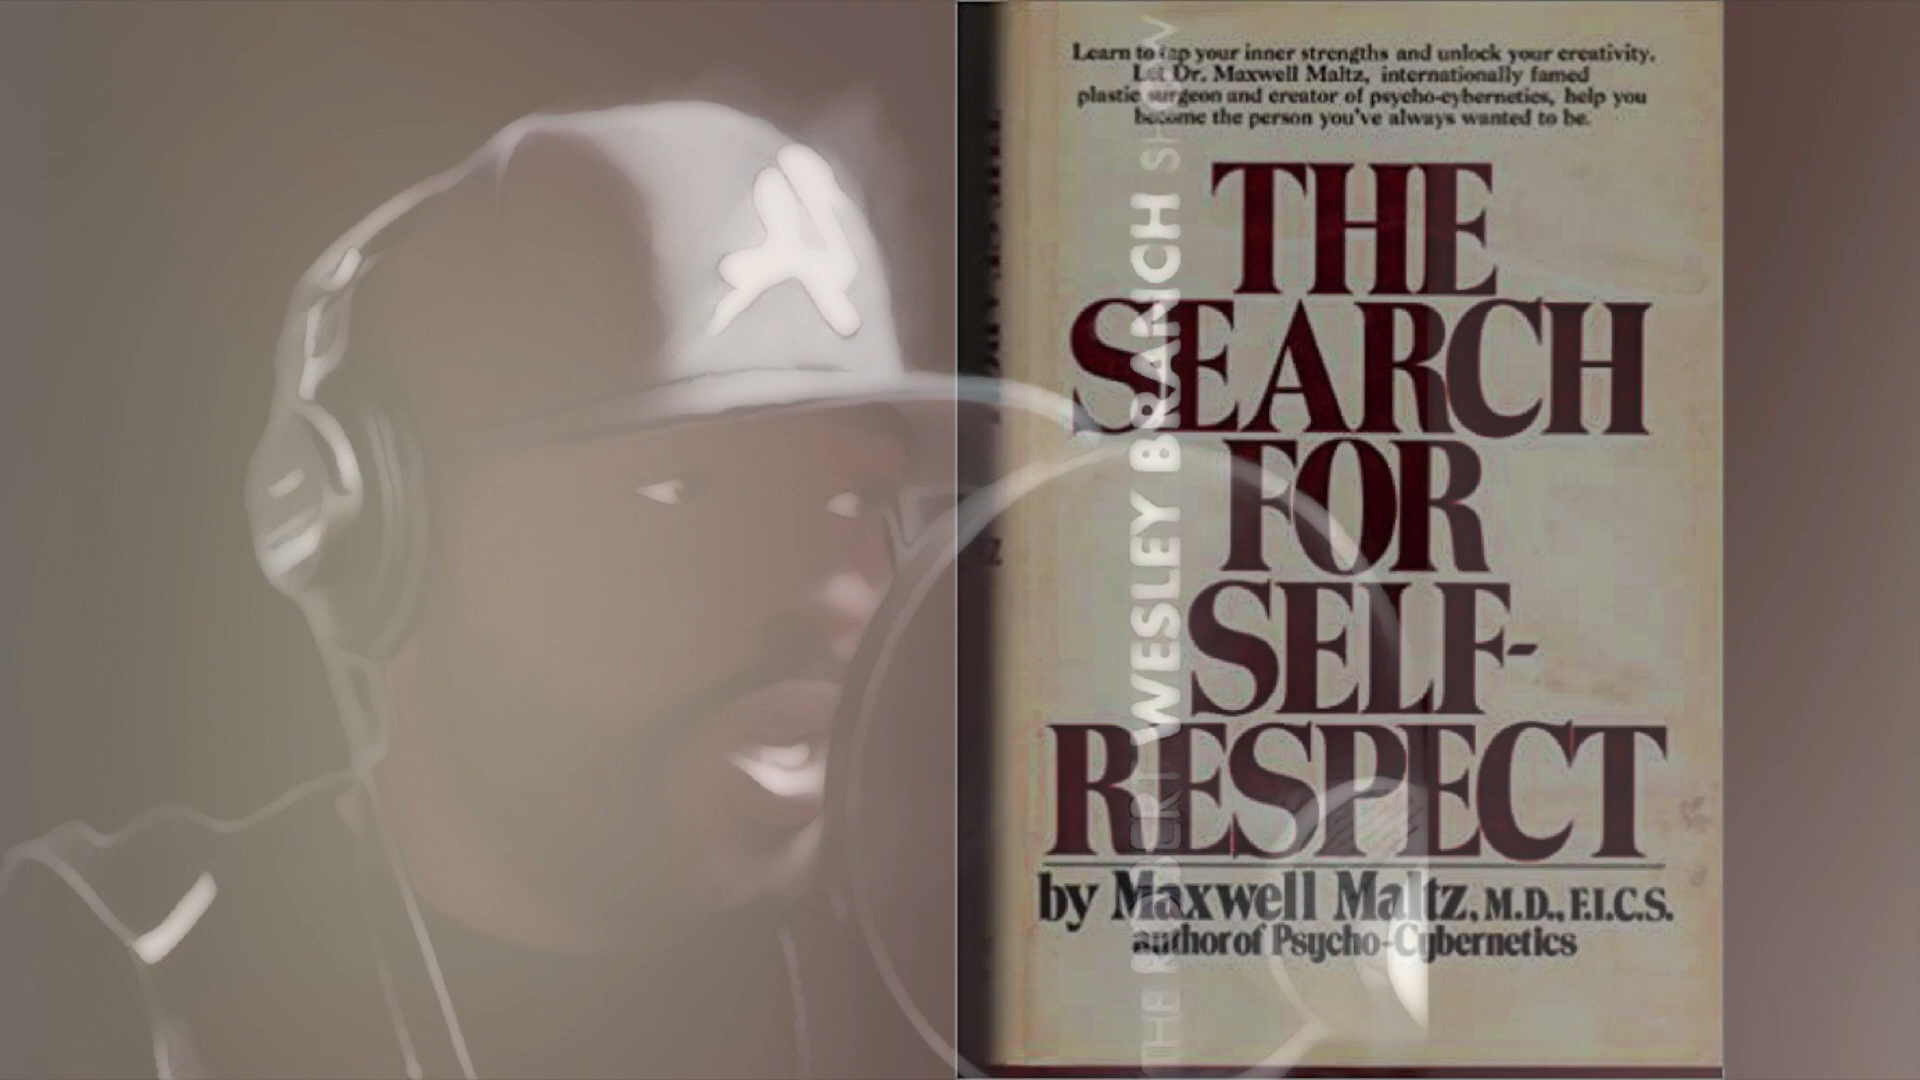 Learn to tap your inner strengths and unlock your creativity.
Let Dr. Maxwell Maltz, internationally famed
plastic surgeon and creator of psycho-cybernetics, help you
become the person you've always wanted to be.
THE
SEARCH
FOR
SELF-
RESPECT
by Maxwell Maltz, M.D., F.I.C.S.
author of Psycho-Cybernetics
THE WESLEY BRANCH SHOW